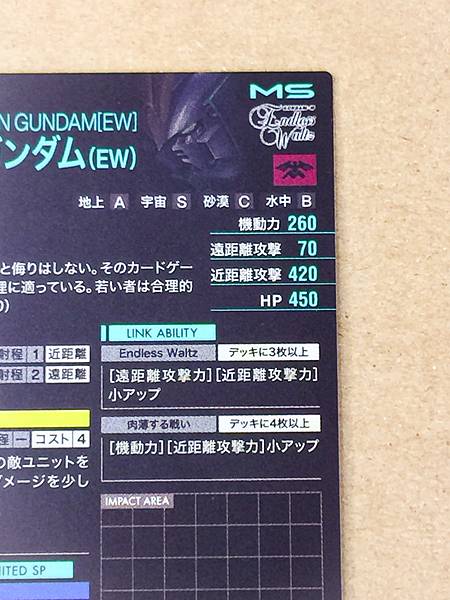 MS
GUNDAM W
Endless
Waltz
N GUNDAM[EW]
ンダム(EW)
地上 A 宇宙 S 砂漠 C 水中 B
機動力 260
遠距離攻撃 70
近距離攻撃 420
HP 450
と侮りはしない。そのカードゲー
理に適っている。若い者は合理的
LINK ABILITY
Endless Waltz デッキに3枚以上
[遠距離攻撃力][近距離攻撃力]
小アップ
射程 1 近距離
射程 2 遠距離
肉薄する戦い デッキに4枚以上
[機動力][近距離攻撃力]小アップ
程 ー コスト 4
の敵ユニットを
ダメージを少し
IMPACT AREA
MITED SP